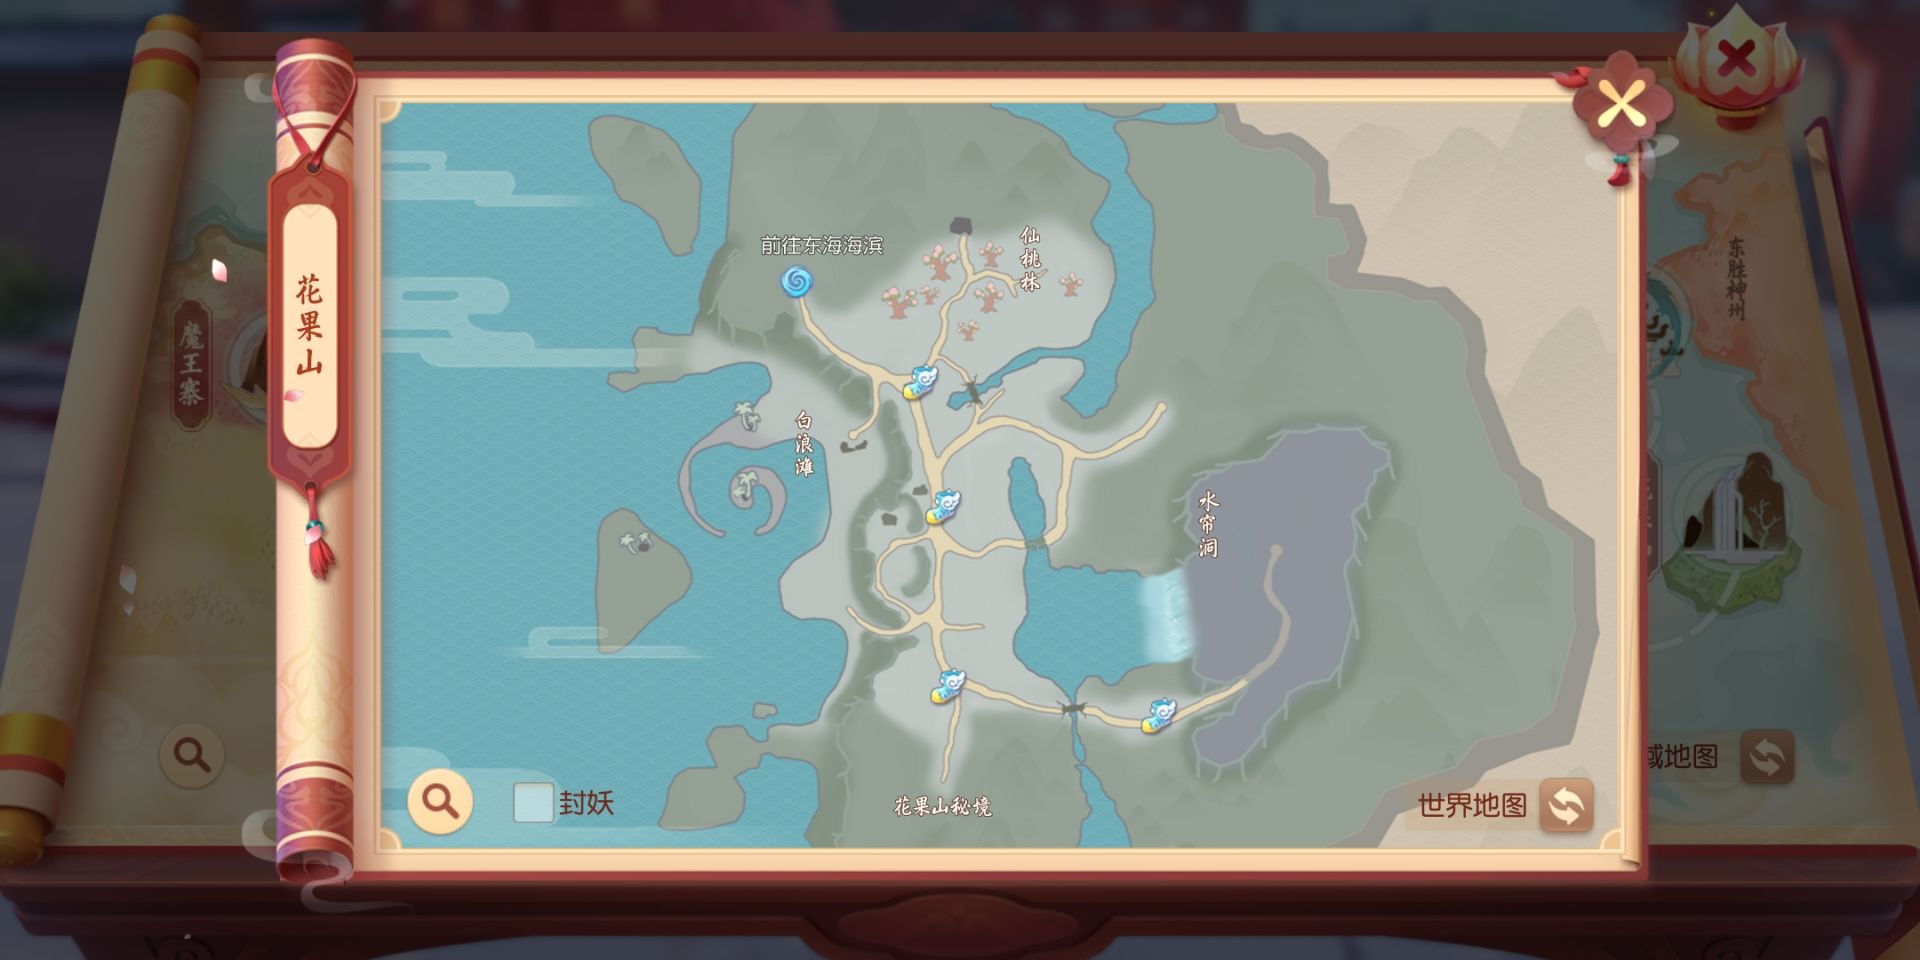 花果山
前往东海海滨
仙桃林
白浪滩
水帘洞
花果山秘境
封妖
世界地图
魔王寨
东胜神州
域地图